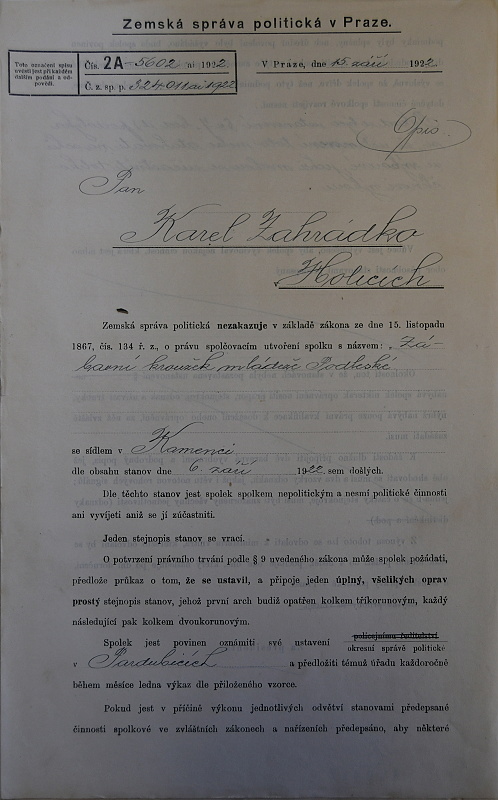 Zemská správa politická v Praze.
Toto označení spisu
uvésti jest při každém
dalším podání a od-
povědi.
Čís. 2A-5602 ai 1922
Č. z. sp. p. 324011 ai 1922
V Praze, dne 15. září 1922
Opis.
Pan
Karel Zahrádka
v Holicích
Zemská správa politická nezakazuje v základě zákona ze dne 15. listopadu
1867, čís. 134 ř. z., o právu spolčovacím utvoření spolku s názvem: „Zá-
bavní kroužek mládeže Podleské
se sídlem v Kamenci
dle obsahu stanov dne 6. září 1922 sem došlých.
Dle těchto stanov jest spolek spolkem nepolitickým a nesmí politické činnosti
ani vyvíjeti aniž se jí zúčastniti.
Jeden stejnopis stanov se vrací.
O potvrzení právního trvání podle § 9 uvedeného zákona může spolek požádati,
předlože průkaz o tom, že se ustavil, a připoje jeden úplný, všelikých oprav
prostý stejnopis stanov, jehož první arch budiž opatřen kolkem tříkorunovým, každý
následující pak kolkem dvoukorunovým.
Spolek jest povinen oznámiti své ustavení policejnímu ředitelství
okresní správě politické
v Pardubicích a předložiti témuž úřadu každoročně
během měsíce ledna výkaz dle přiloženého vzorce.
Pokud jest v příčině výkonu jednotlivých odvětví stanovami předepsané
činnosti spolkové ve zvláštních zákonech a nařízeních předepsáno, aby některé